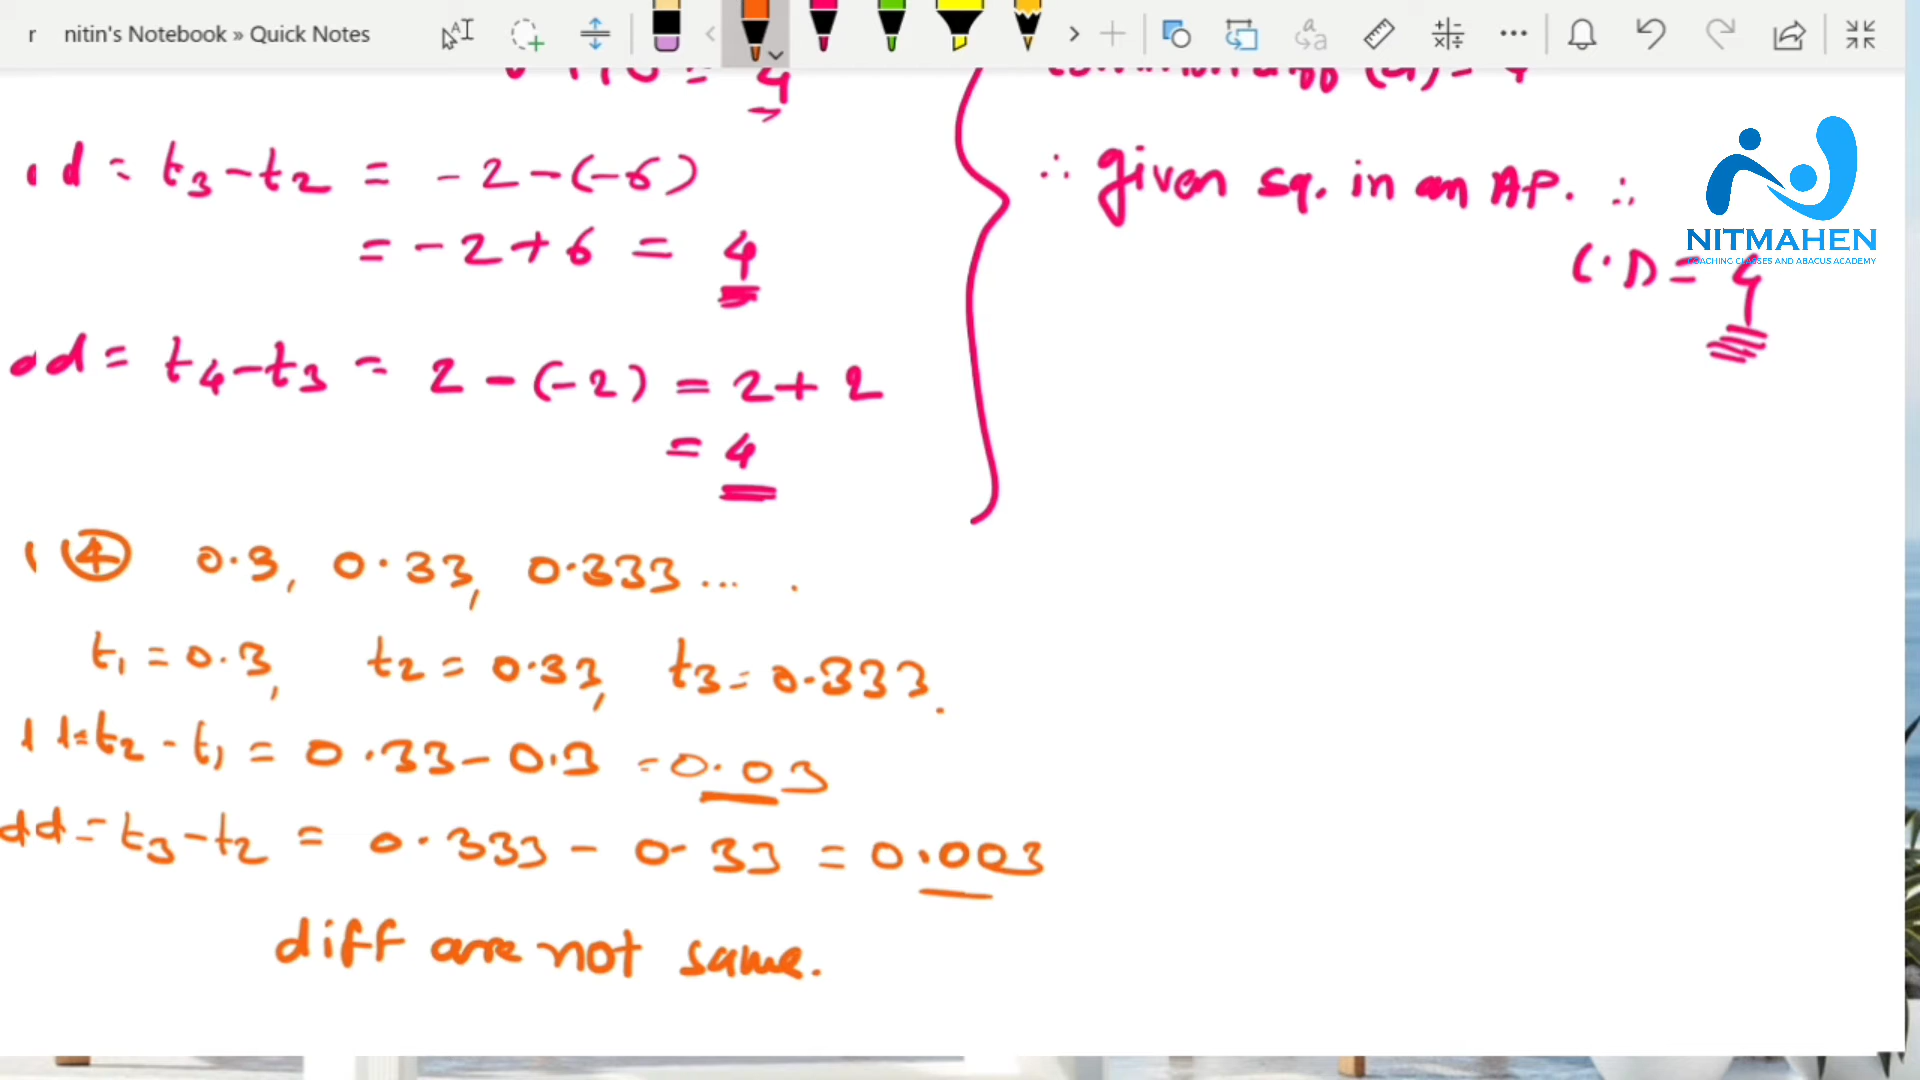 nitin's Notebook » Quick Notes
= 4
d = t₃-t₂ = -2-(-6)
= -2+6 = 4
d = t₄-t₃ = 2-(-2) = 2+2
= 4
∴ given sq. in an AP. ∴
C.D = 4
NITMAHEN
COACHING CLASSES AND ABACUS ACADEMY
④ 0.3, 0.33, 0.333 ... .
t₁ = 0.3, t₂ = 0.33, t₃ = 0.333.
t₂ - t₁ = 0.33 - 0.3 = 0.03
d = t₃-t₂ = 0.333 - 0.33 = 0.003
diff are not same.